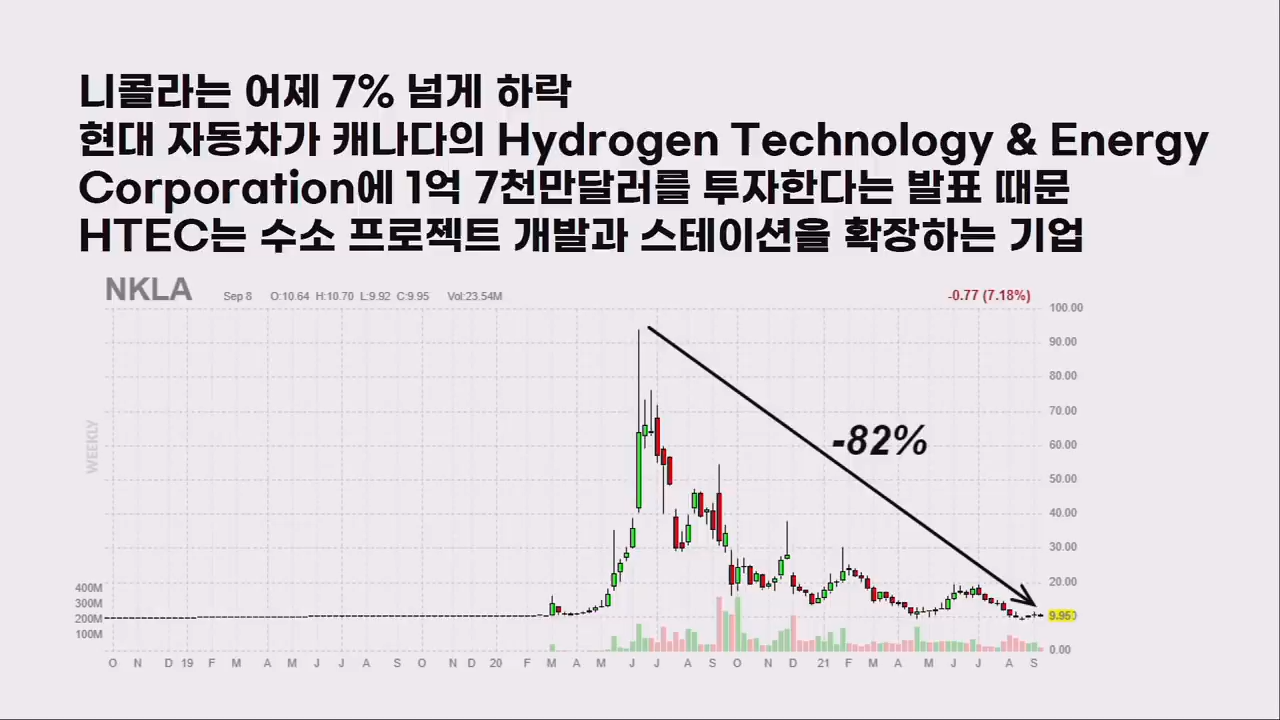 니콜라는 어제 7% 넘게 하락
현대 자동차가 캐나다의 Hydrogen Technology & Energy
Corporation에 1억 7천만달러를 투자한다는 발표 때문
HTEC는 수소 프로젝트 개발과 스테이션을 확장하는 기업
NKLA Sep 8 O:10.64 H:10.70 L:9.92 C:9.95 Vol:23.54M -0.77 (7.18%)
100.00
90.00
80.00
70.00
-82%
60.00
WEEKLY
50.00
40.00
30.00
400M 20.00
300M
200M 9.950
100M
0.00
O N D 19 F M A M J J A S O N D 20 F M A M J J A S O N D 21 F M A M J J A S